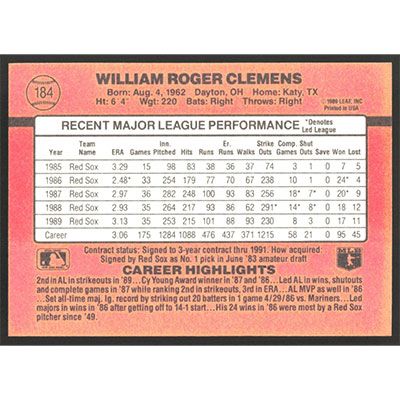 184
WILLIAM ROGER CLEMENS
Born: Aug. 4, 1962 Dayton, OH Home: Katy, TX
Ht: 6'4" Wgt: 220 Bats: Right Throws: Right
© 1989 LEAF, INC.
Printed in U.S.A.
RECENT MAJOR LEAGUE PERFORMANCE *Denotes Led League
Year Team Name ERA Games Inn. Pitched Hits Runs Er. Runs Walks Strike Outs Comp. Games Shut Outs Save Won Lost
1985 Red Sox 3.29 15 98 83 38 36 37 74 3 1 0 7 5
1986 Red Sox 2.48* 33 254 179 77 70 67 238 10 1 0 24* 4
1987 Red Sox 2.97 36 282 248 100 93 83 256 18* 7* 0 20* 9
1988 Red Sox 2.93 35 264 217 93 86 62 291* 14* 8* 0 18 12
1989 Red Sox 3.13 35 253 215 101 88 93 230 8 3 0 17 11
Career 3.06 175 1284 1088 465 436 371 1215 58 21 0 95 45
Contract status: Signed to 3-year contract thru 1991. How acquired:
Signed by Red Sox as No. 1 pick in June '83 amateur draft
CAREER HIGHLIGHTS
2nd in AL in strikeouts in '89...Cy Young Award winner in '87 and '86...Led AL in wins, shutouts
and complete games in '87 while ranking 2nd in strikeouts, 3rd in ERA...AL MVP as well in '86
...Set all-time maj. lg. record by striking out 20 batters in 1 game 4/29/86 vs. Mariners...Led
majors in wins in '86 after getting off to 14-1 start...His 24 wins in '86 were most by a Red Sox
pitcher since '49.